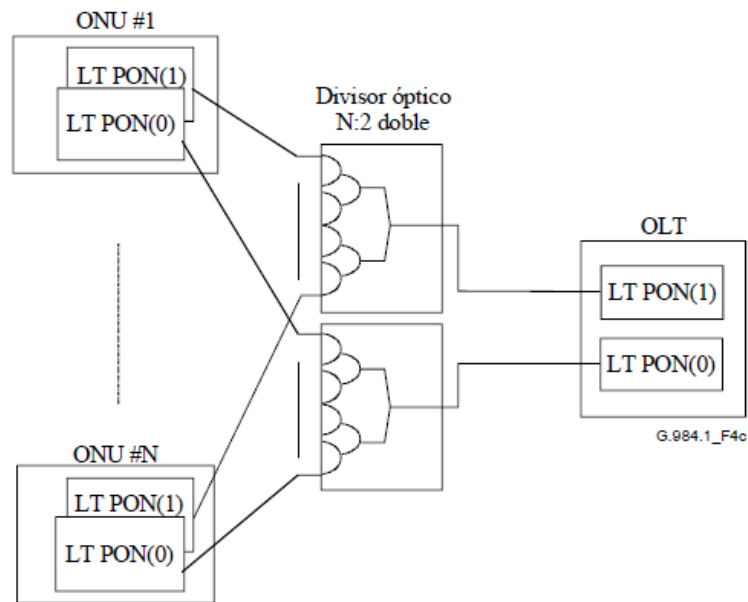 ONU #1
LT PON(1)
LT PON(0)
Divisor óptico
N:2 doble
OLT
LT PON(1)
LT PON(0)
G.984.1_F4c
ONU #N
LT PON(1)
LT PON(0)